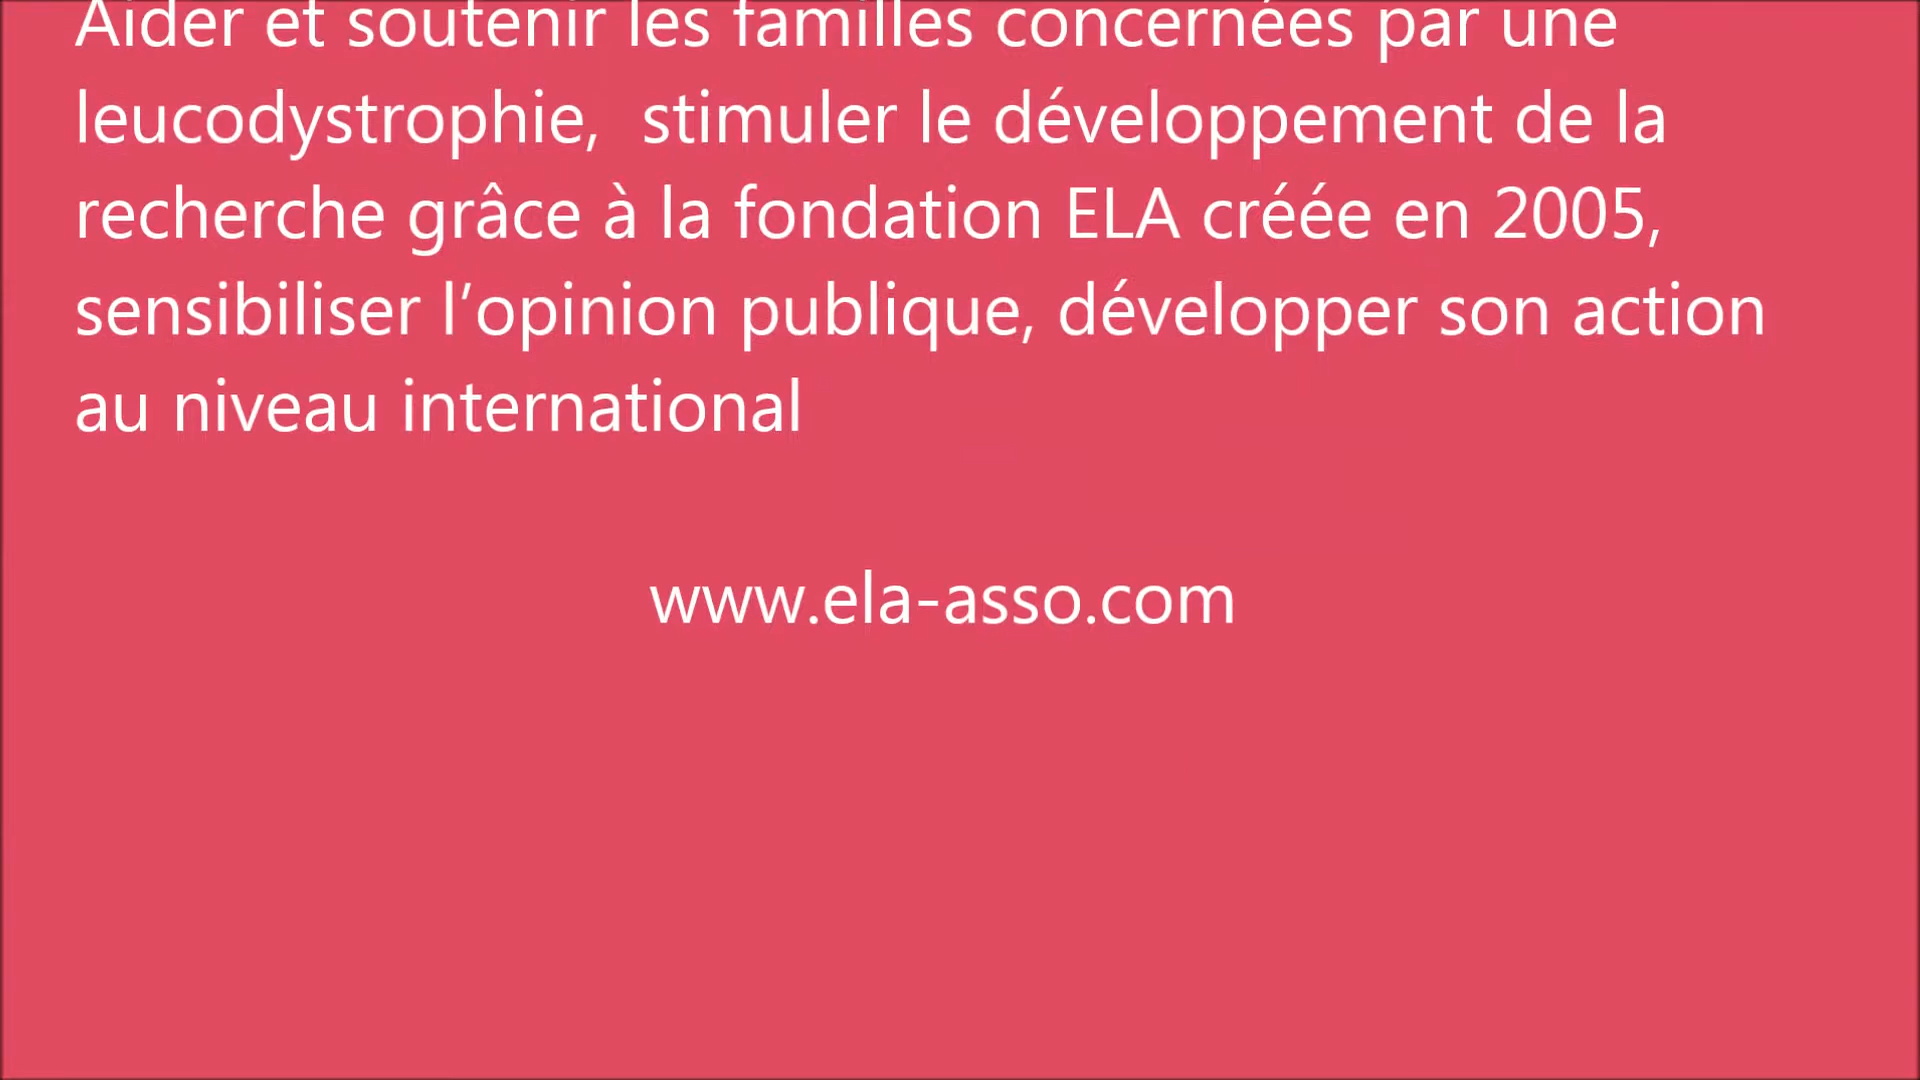 Aider et soutenir les familles concernées par une
leucodystrophie,  stimuler le développement de la
recherche grâce à la fondation ELA créée en 2005,
sensibiliser l’opinion publique, développer son action
au niveau international
www.ela-asso.com